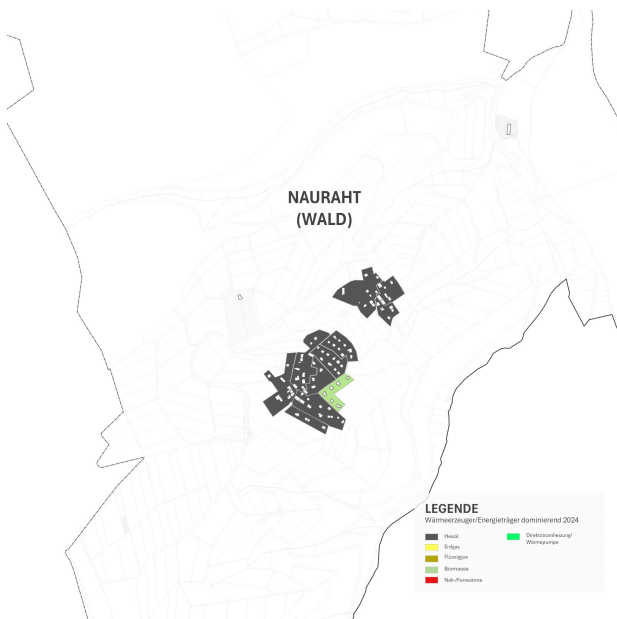 NAURAHT
(WALD)
LEGENDE
Wärmeerzeuger/Energieträger dominierend 2024
Heizöl
Erdgas
Flüssiggas
Biomasse
Nah-/Fernwärme
Direktstromheizung/
Wärmepumpe